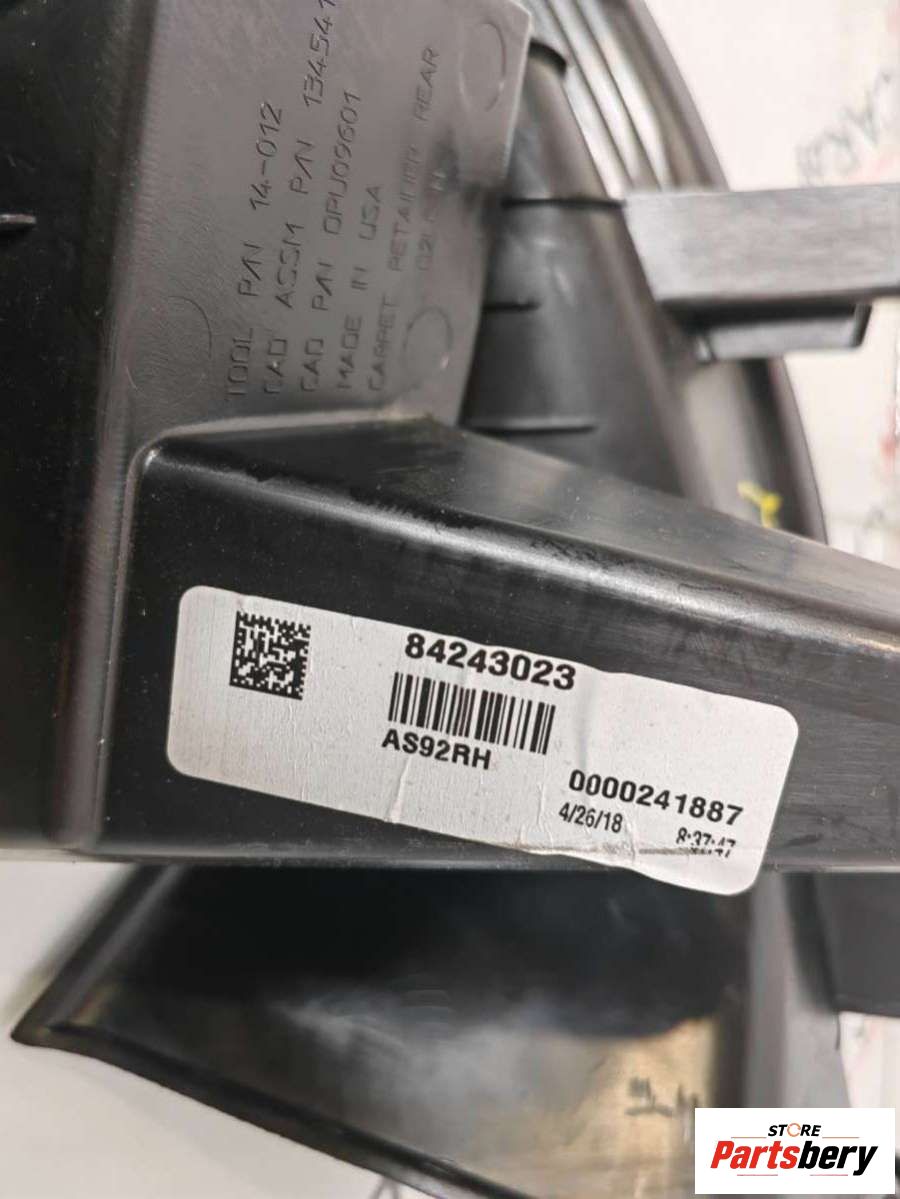 TOOL P/N 14-012
CAD ASSM P/N 134541
CAD P/N OPU09601
MADE IN USA
CARPET RETAINER REAR
84243023
AS92RH
0000241887
4/26/18 8:37:47
STORE
Partsbery